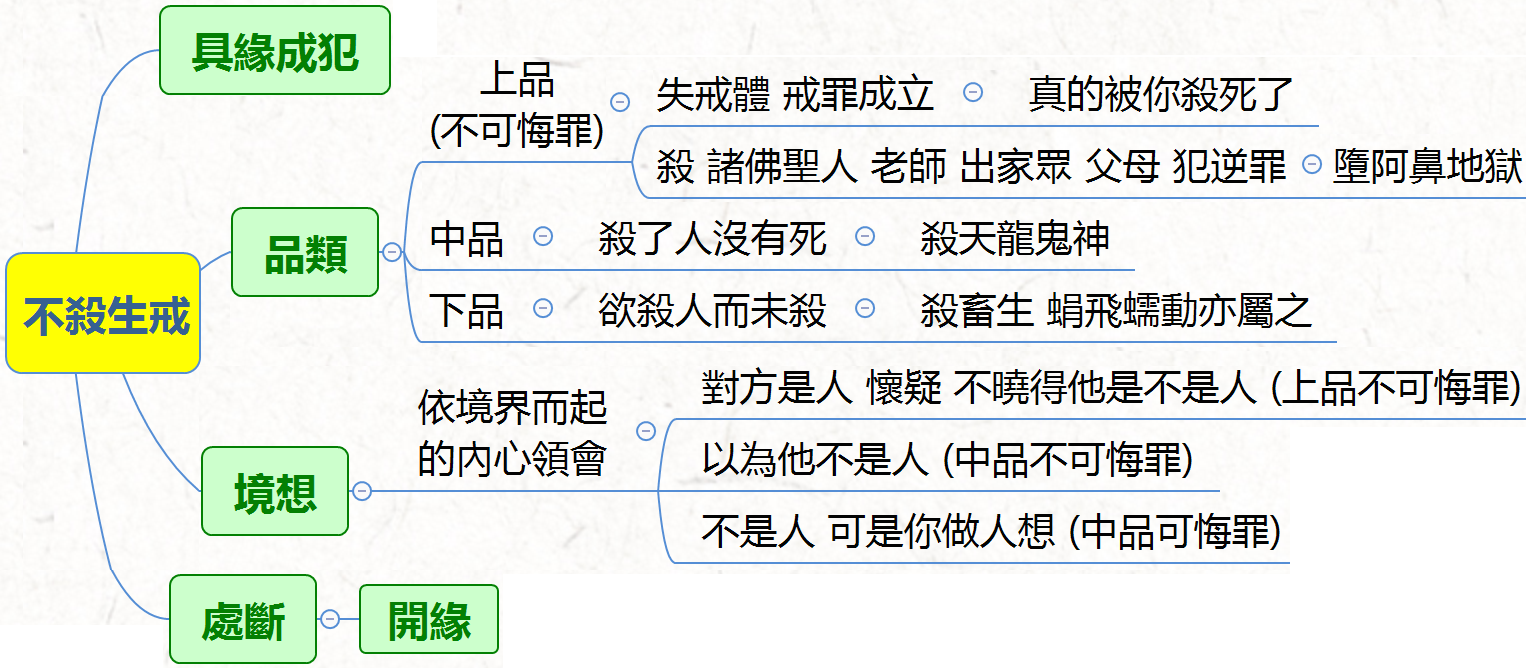 不殺生戒
具緣成犯
品類
上品
(不可悔罪)
失戒體 戒罪成立
真的被你殺死了
殺 諸佛聖人 老師 出家眾 父母 犯逆罪
墮阿鼻地獄
中品
殺了人沒有死
殺天龍鬼神
下品
欲殺人而未殺
殺畜生 蜎飛蠕動亦屬之
境想
依境界而起
的內心領會
對方是人 懷疑 不曉得他是不是人 (上品不可悔罪)
以為他不是人 (中品不可悔罪)
不是人 可是你做人想 (中品可悔罪)
處斷
開緣